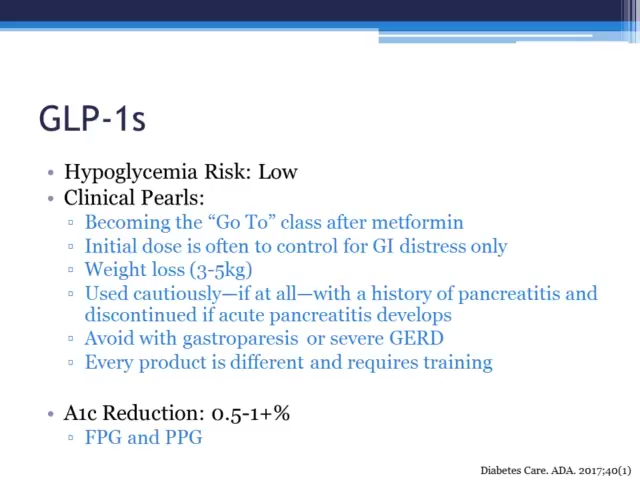 GLP-1s
• Hypoglycemia Risk: Low
• Clinical Pearls:
▫ Becoming the “Go To” class after metformin
▫ Initial dose is often to control for GI distress only
▫ Weight loss (3-5kg)
▫ Used cautiously—if at all—with a history of pancreatitis and
discontinued if acute pancreatitis develops
▫ Avoid with gastroparesis or severe GERD
▫ Every product is different and requires training
• A1c Reduction: 0.5-1+%
▫ FPG and PPG
Diabetes Care. ADA. 2017;40(1)